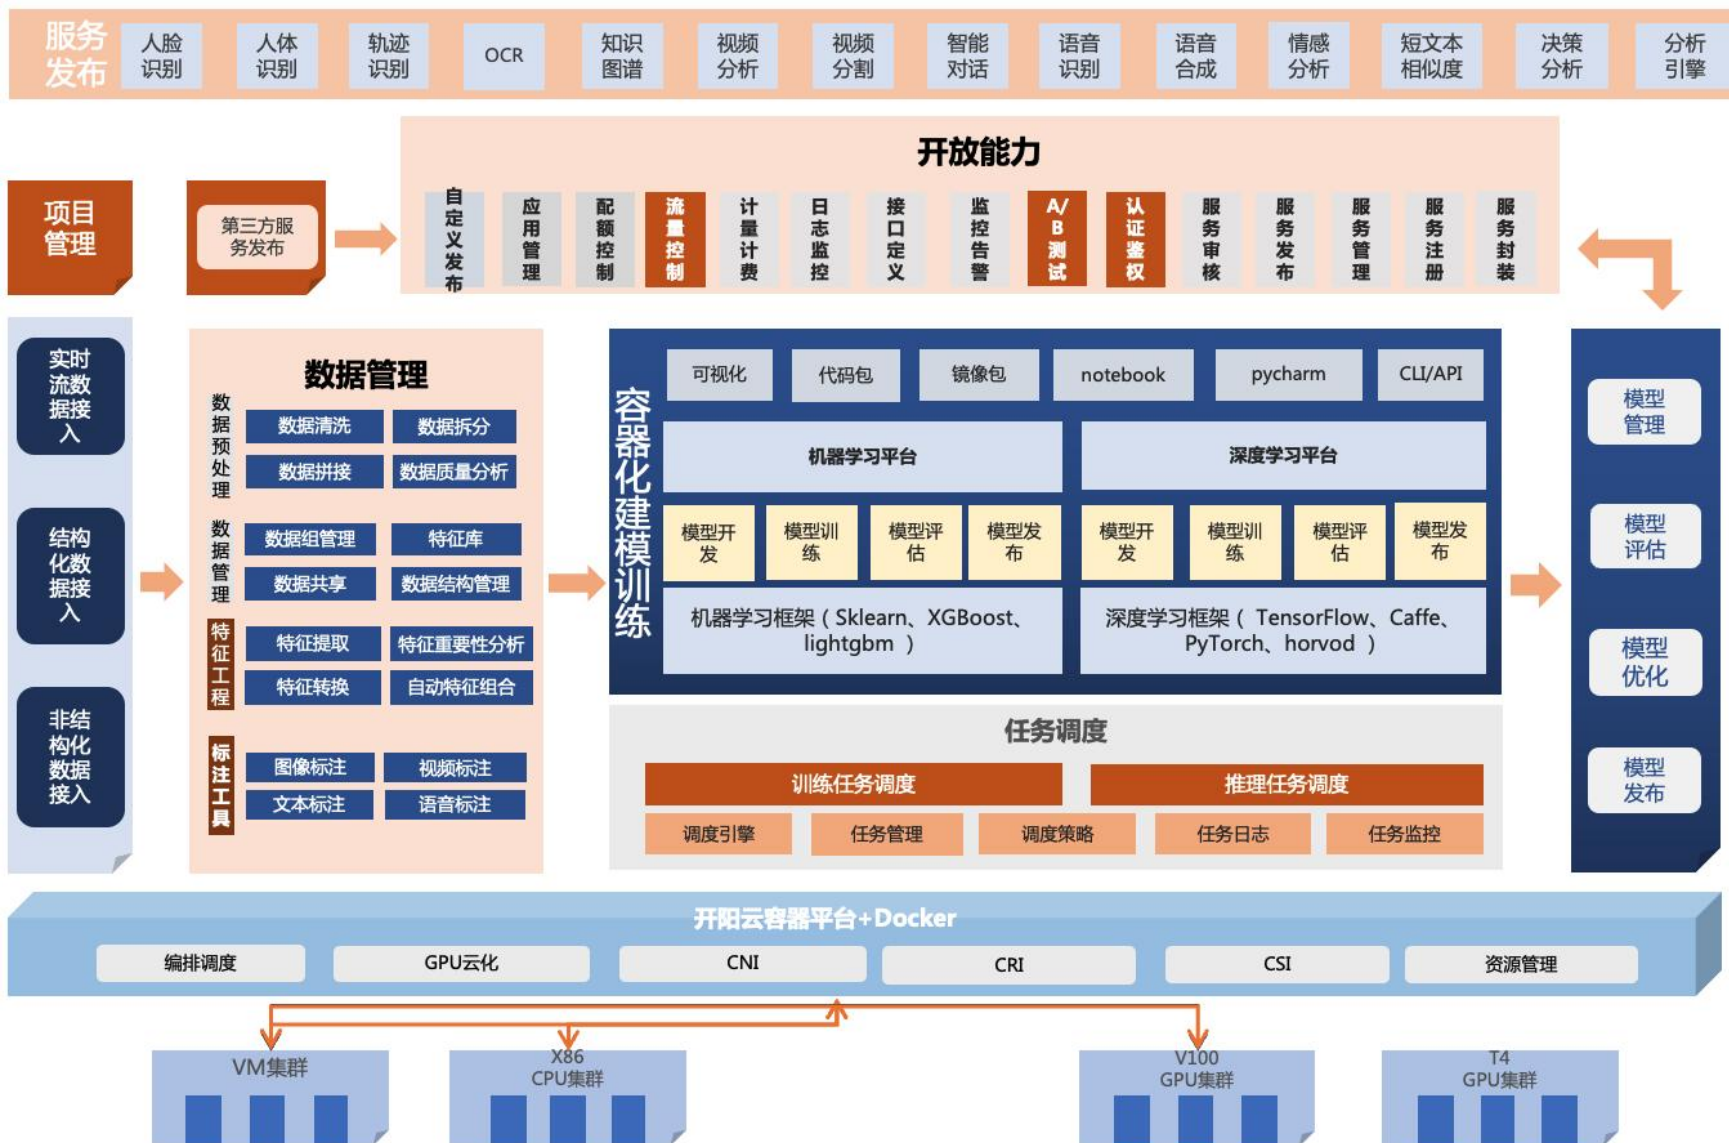 服务
发布
人脸
识别
人体
识别
轨迹
识别
OCR
知识
图谱
视频
分析
视频
分割
智能
对话
语音
识别
语音
合成
情感
分析
短文本
相似度
决策
分析
分析
引擎
开放能力
项目
管理
第三方服
务发布
自定义发布
应用管理
配额控制
流量控制
计量计费
日志监控
接口定义
监控告警
A/
B
测
试
认证鉴权
服务审核
服务发布
服务管理
服务注册
服务封装
实时
流数
据接
入
结构
化数
据接
入
非结
构化
数据
接入
数据管理
数据预处理
数据清洗
数据拆分
数据拼接
数据质量分析
数据管理
数据组管理
特征库
数据共享
数据结构管理
特征工程
特征提取
特征重要性分析
特征转换
自动特征组合
标注工具
图像标注
视频标注
文本标注
语音标注
容器化建模训练
可视化
代码包
镜像包
notebook
pycharm
CLI/API
机器学习平台
深度学习平台
模型开
发
模型训
练
模型评
估
模型发
布
模型开
发
模型训
练
模型评
估
模型发
布
机器学习框架（Sklearn、XGBoost、
lightgbm ）
深度学习框架（ TensorFlow、Caffe、
PyTorch、horvod ）
任务调度
训练任务调度
推理任务调度
调度引擎
任务管理
调度策略
任务日志
任务监控
模型
管理
模型
评估
模型
优化
模型
发布
开阳云容器平台+Docker
编排调度
GPU云化
CNI
CRI
CSI
资源管理
VM集群
X86
CPU集群
V100
GPU集群
T4
GPU集群